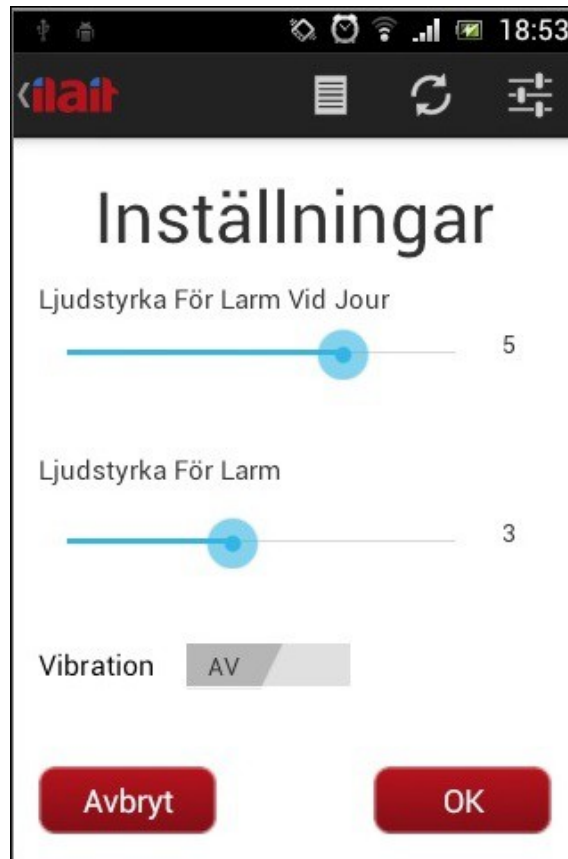 18:53
ilait
Inställningar
Ljudstyrka För Larm Vid Jour
5
Ljudstyrka För Larm
3
Vibration AV
Avbryt OK